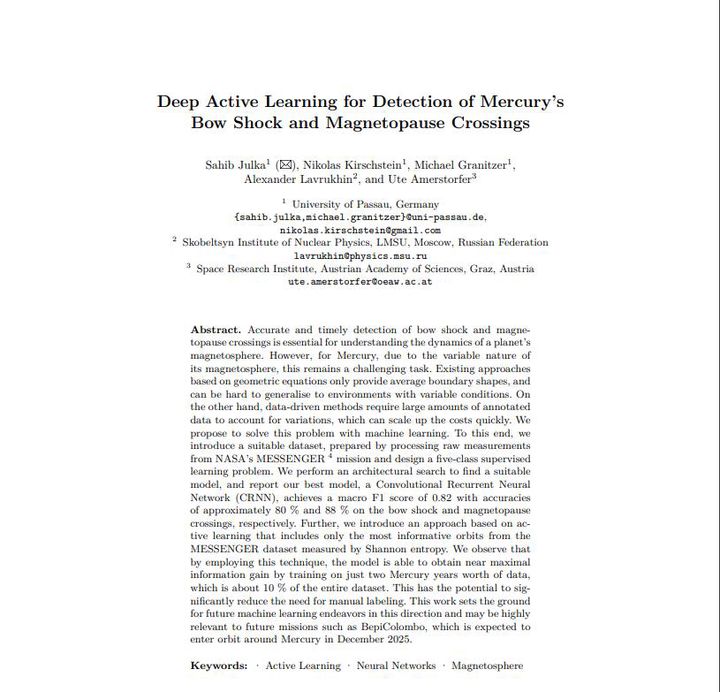 Deep Active Learning for Detection of Mercury's
Bow Shock and Magnetopause Crossings
Sahib Julka1 (✉), Nikolas Kirschstein1, Michael Granitzer1,
Alexander Lavrukhin2, and Ute Amerstorfer3
1 University of Passau, Germany
{sahib.julka,michael.granitzer}@uni-passau.de,
nikolas.kirschstein@gmail.com
2 Skobeltsyn Institute of Nuclear Physics, LMSU, Moscow, Russian Federation
lavrukhin@physics.msu.ru
3 Space Research Institute, Austrian Academy of Sciences, Graz, Austria
ute.amerstorfer@oeaw.ac.at
Abstract. Accurate and timely detection of bow shock and magne-
topause crossings is essential for understanding the dynamics of a planet's
magnetosphere. However, for Mercury, due to the variable nature of
its magnetosphere, this remains a challenging task. Existing approaches
based on geometric equations only provide average boundary shapes, and
can be hard to generalise to environments with variable conditions. On
the other hand, data-driven methods require large amounts of annotated
data to account for variations, which can scale up the costs quickly. We
propose to solve this problem with machine learning. To this end, we
introduce a suitable dataset, prepared by processing raw measurements
from NASA's MESSENGER 4 mission and design a five-class supervised
learning problem. We perform an architectural search to find a suitable
model, and report our best model, a Convolutional Recurrent Neural
Network (CRNN), achieves a macro F1 score of 0.82 with accuracies
of approximately 80 % and 88 % on the bow shock and magnetopause
crossings, respectively. Further, we introduce an approach based on ac-
tive learning that includes only the most informative orbits from the
MESSENGER dataset measured by Shannon entropy. We observe that
by employing this technique, the model is able to obtain near maximal
information gain by training on just two Mercury years worth of data,
which is about 10 % of the entire dataset. This has the potential to sig-
nificantly reduce the need for manual labeling. This work sets the ground
for future machine learning endeavors in this direction and may be highly
relevant to future missions such as BepiColombo, which is expected to
enter orbit around Mercury in December 2025.
Keywords: · Active Learning · Neural Networks · Magnetosphere